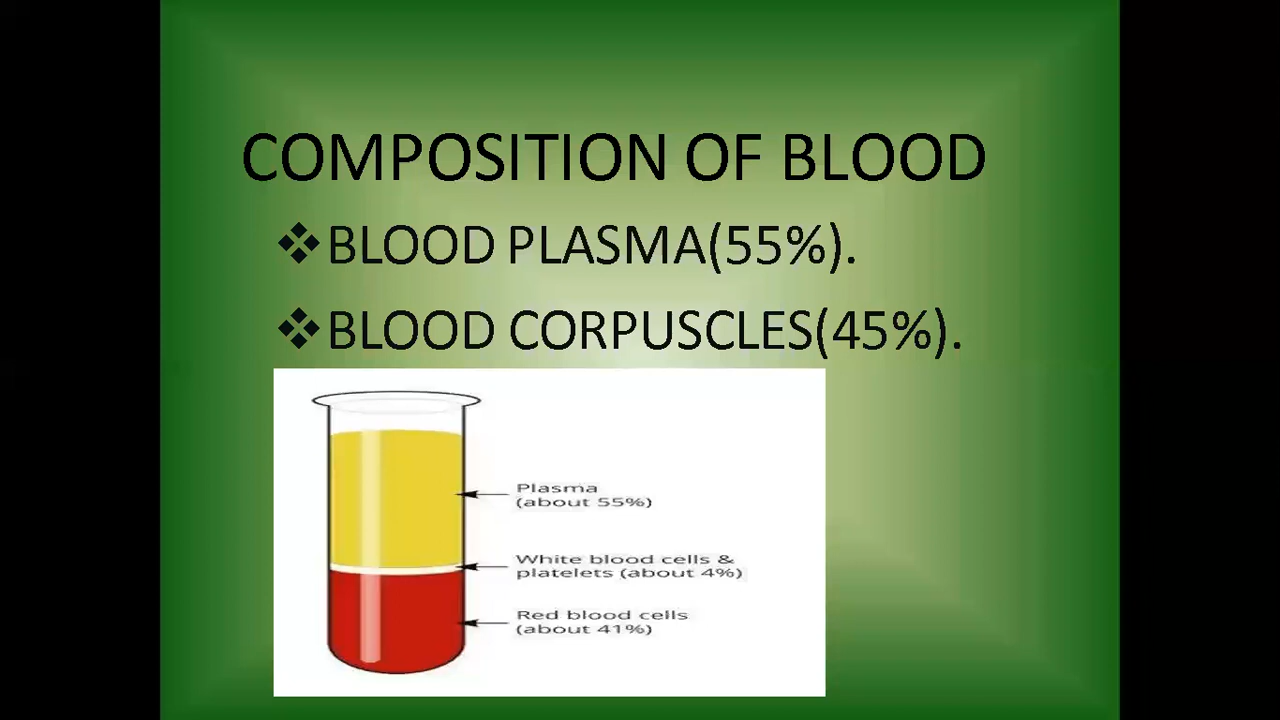 COMPOSITION OF BLOOD
❖BLOOD PLASMA(55%).
❖BLOOD CORPUSCLES(45%).
Plasma
(about 55%)
White blood cells &
platelets (about 4%)
Red blood cells
(about 41%)